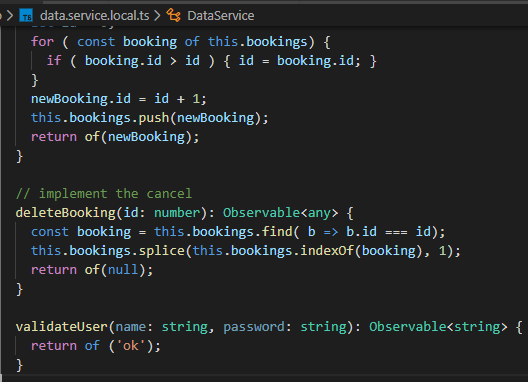 data.service.local.ts > DataService
for ( const booking of this.bookings) {
if ( booking.id > id ) { id = booking.id; }
}
newBooking.id = id + 1;
this.bookings.push(newBooking);
return of(newBooking);
}
// implement the cancel
deleteBooking(id: number): Observable<any> {
const booking = this.bookings.find( b => b.id === id);
this.bookings.splice(this.bookings.indexOf(booking), 1);
return of(null);
}
validateUser(name: string, password: string): Observable<string> {
return of ('ok');
}